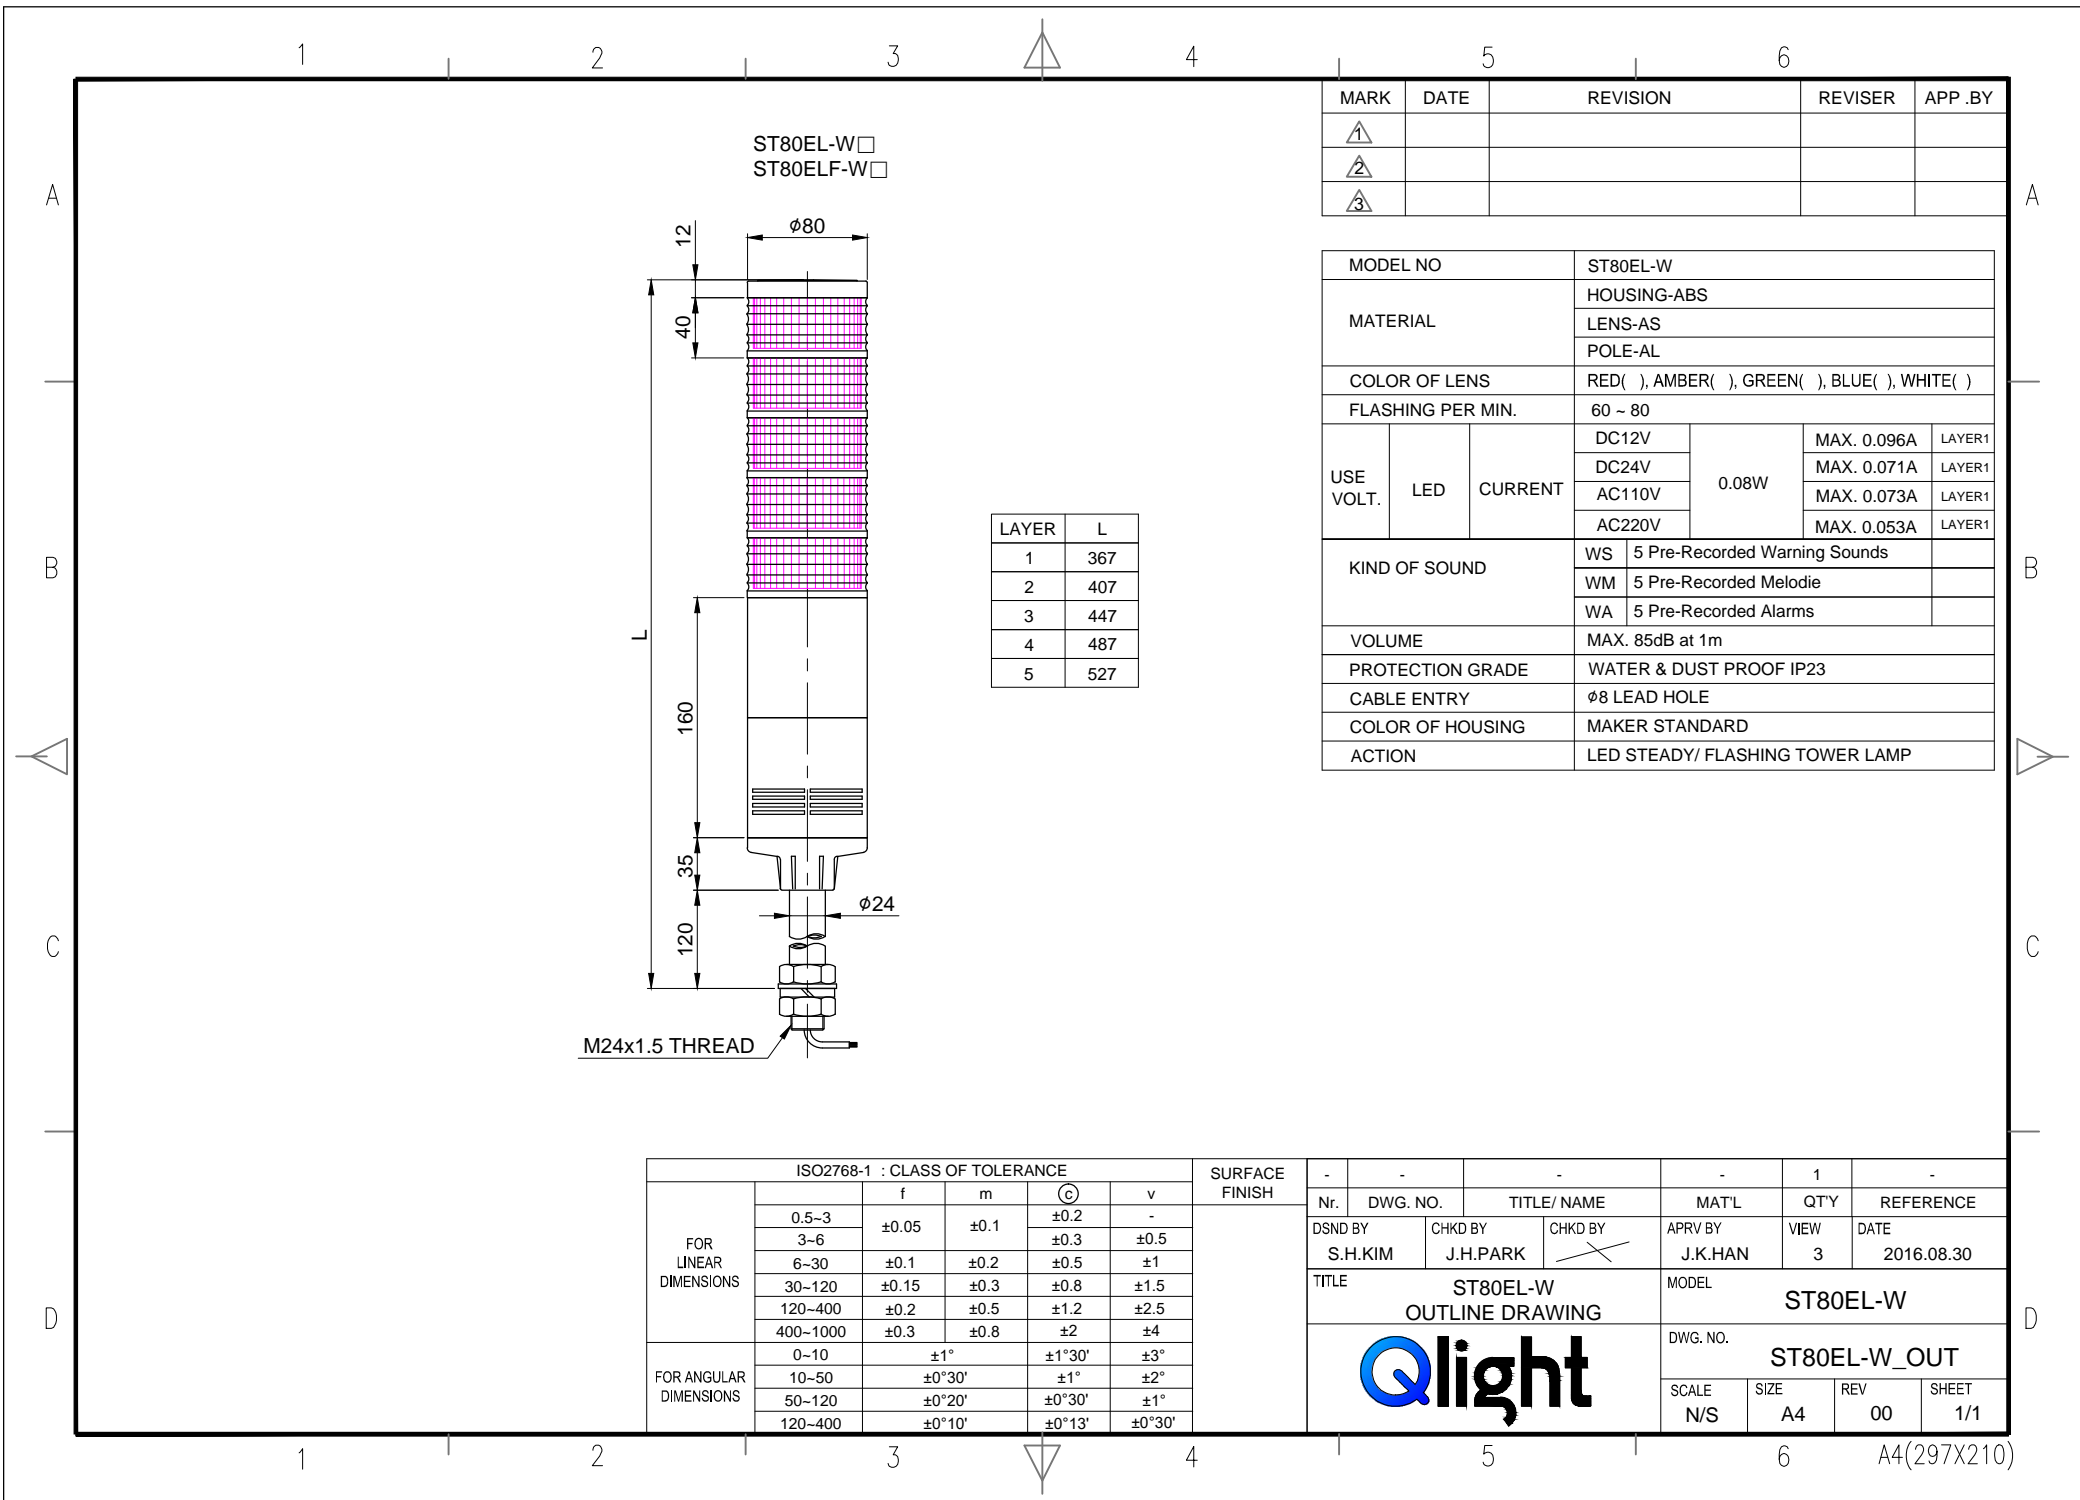 1 2 3 4 5 6
A
B
C
D
A
B
C
D
ST80EL-W□
ST80ELF-W□
ø80
12
40
L
160
35
120
ø24
M24x1.5 THREAD
LAYER L
1 367
2 407
3 447
4 487
5 527
MARK DATE REVISION REVISER APP .BY
1
2
3
MODEL NO ST80EL-W
MATERIAL
HOUSING-ABS
LENS-AS
POLE-AL
COLOR OF LENS RED( ), AMBER( ), GREEN( ), BLUE( ), WHITE( )
FLASHING PER MIN. 60 ~ 80
USE
VOLT.
LED CURRENT
0.08W
DC12V MAX. 0.096A LAYER1
DC24V MAX. 0.071A LAYER1
AC110V MAX. 0.073A LAYER1
AC220V MAX. 0.053A LAYER1
KIND OF SOUND
WS 5 Pre-Recorded Warning Sounds
WM 5 Pre-Recorded Melodie
WA 5 Pre-Recorded Alarms
VOLUME MAX. 85dB at 1m
PROTECTION GRADE WATER & DUST PROOF IP23
CABLE ENTRY ø8 LEAD HOLE
COLOR OF HOUSING MAKER STANDARD
ACTION LED STEADY/ FLASHING TOWER LAMP
ISO2768-1 : CLASS OF TOLERANCE
SURFACE
FINISH
f m c v
FOR
LINEAR
DIMENSIONS
0.5~3 ±0.05 ±0.1 ±0.2 -
3~6 ±0.3 ±0.5
6~30 ±0.1 ±0.2 ±0.5 ±1
30~120 ±0.15 ±0.3 ±0.8 ±1.5
120~400 ±0.2 ±0.5 ±1.2 ±2.5
400~1000 ±0.3 ±0.8 ±2 ±4
FOR ANGULAR
DIMENSIONS
0~10 ±1° ±1°30' ±3°
10~50 ±0°30' ±1° ±2°
50~120 ±0°20' ±0°30' ±1°
120~400 ±0°10' ±0°13' ±0°30'
- - - - 1 -
Nr. DWG. NO. TITLE/ NAME MAT'L QT'Y REFERENCE
DSND BY CHKD BY CHKD BY APRV BY VIEW DATE
S.H.KIM J.H.PARK J.K.HAN 3 2016.08.30
TITLE
ST80EL-W
OUTLINE DRAWING
MODEL
ST80EL-W
Qlight
DWG. NO.
ST80EL-W_OUT
SCALE SIZE REV SHEET
N/S A4 00 1/1
1 2 3 4 5 6
A4(297X210)